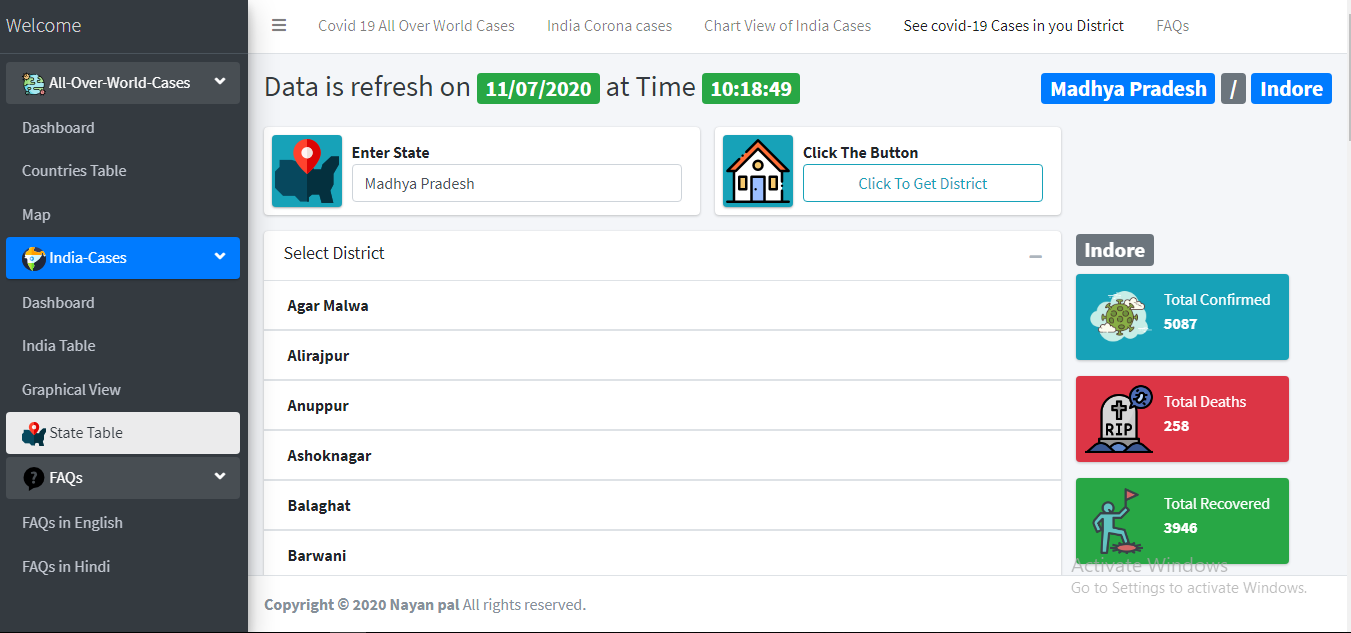 Welcome
All-Over-World-Cases
Dashboard
Countries Table
Map
India-Cases
Dashboard
India Table
Graphical View
State Table
FAQs
FAQs in English
FAQs in Hindi
Covid 19 All Over World Cases India Corona cases Chart View of India Cases See covid-19 Cases in you District FAQs
Data is refresh on 11/07/2020 at Time 10:18:49
Madhya Pradesh / Indore
Enter State
Madhya Pradesh
Click The Button
Click To Get District
Select District
Agar Malwa
Alirajpur
Anuppur
Ashoknagar
Balaghat
Barwani
Indore
Total Confirmed
5087
RIP
Total Deaths
258
Total Recovered
3946
Activate Windows
Go to Settings to activate Windows.
Copyright © 2020 Nayan pal All rights reserved.